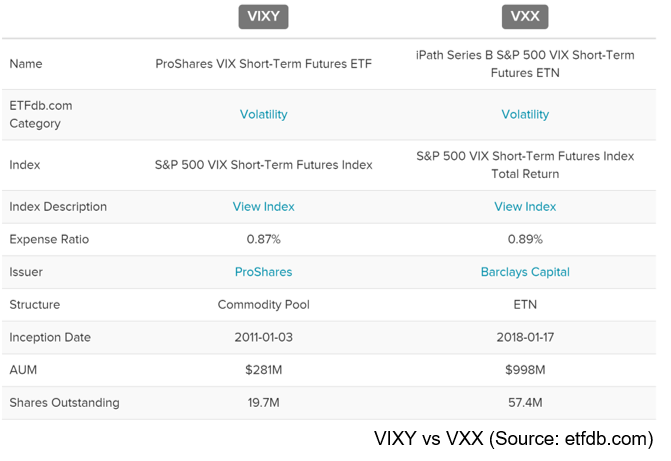 VIXY VXX
Name ProShares VIX Short-Term Futures ETF iPath Series B S&P 500 VIX Short-Term
Futures ETN
ETFdb.com
Category Volatility Volatility
Index S&P 500 VIX Short-Term Futures Index S&P 500 VIX Short-Term Futures Index
Total Return
Index Description View Index View Index
Expense Ratio 0.87% 0.89%
Issuer ProShares Barclays Capital
Structure Commodity Pool ETN
Inception Date 2011-01-03 2018-01-17
AUM $281M $998M
Shares Outstanding 19.7M 57.4M
VIXY vs VXX (Source: etfdb.com)